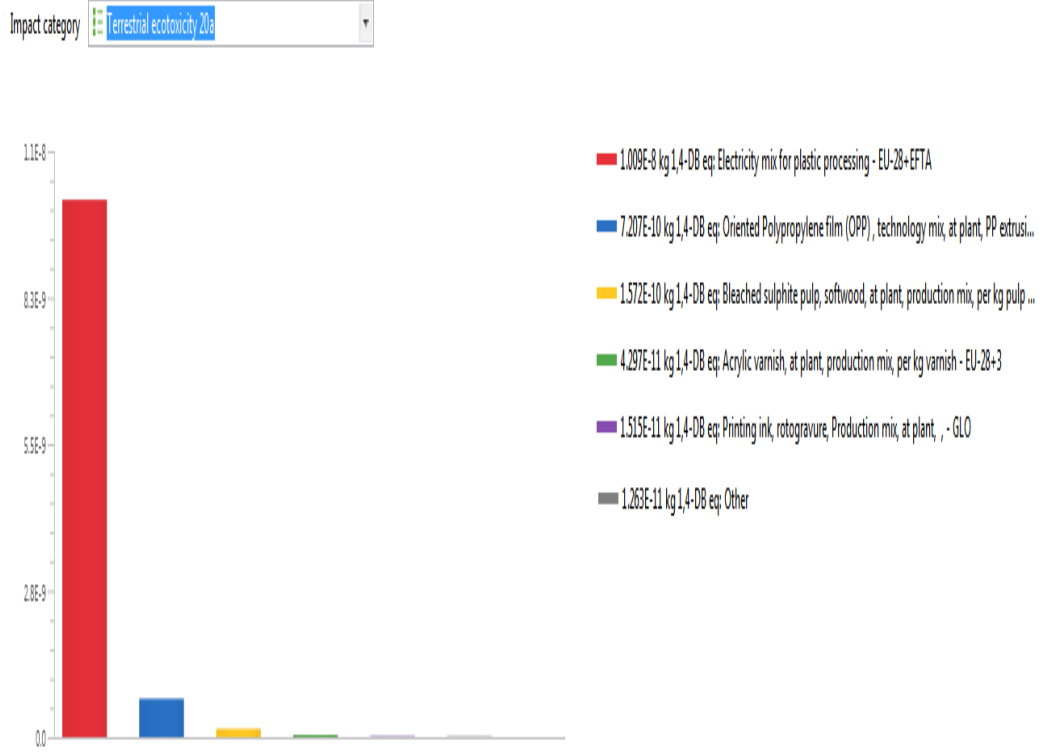 Impact category Terrestrial ecotoxicity 20a
1.1E-8
8.3E-9
5.5E-9
2.8E-9
0.0
1.009E-8 kg 1,4-DB eq: Electricity mix for plastic processing - EU-28+EFTA
7.207E-10 kg 1,4-DB eq: Oriented Polypropylene film (OPP) , technology mix, at plant, PP extrusi...
1.572E-10 kg 1,4-DB eq: Bleached sulphite pulp, softwood, at plant, production mix, per kg pulp ...
4.297E-11 kg 1,4-DB eq: Acrylic varnish, at plant, production mix, per kg varnish - EU-28+3
1.515E-11 kg 1,4-DB eq: Printing ink, rotogravure, Production mix, at plant, , - GLO
1.263E-11 kg 1,4-DB eq: Other